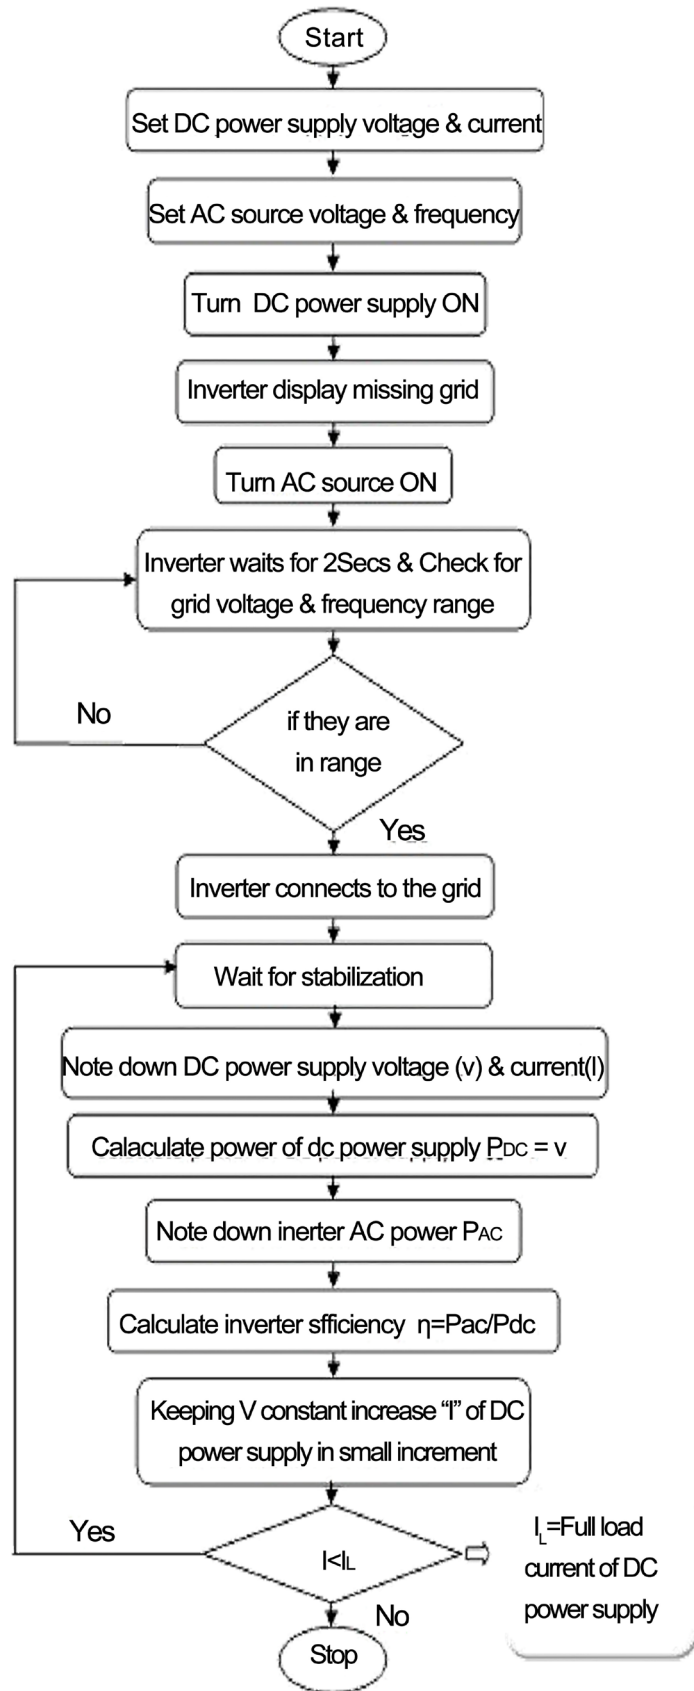 Start
Set DC power supply voltage & current
Set AC source voltage & frequency
Turn DC power supply ON
Inverter display missing grid
Turn AC source ON
Inverter waits for 2Secs & Check for
grid voltage & frequency range
No
if they are
in range
Yes
Inverter connects to the grid
Wait for stabilization
Note down DC power supply voltage (v) & current(I)
Calaculate power of dc power supply PDC = v
Note down inerter AC power PAC
Calculate inverter sfficiency η=Pac/Pdc
Keeping V constant increase “I” of DC
power supply in small increment
Yes
I<IL
IL=Full load
current of DC
power supply
No
Stop